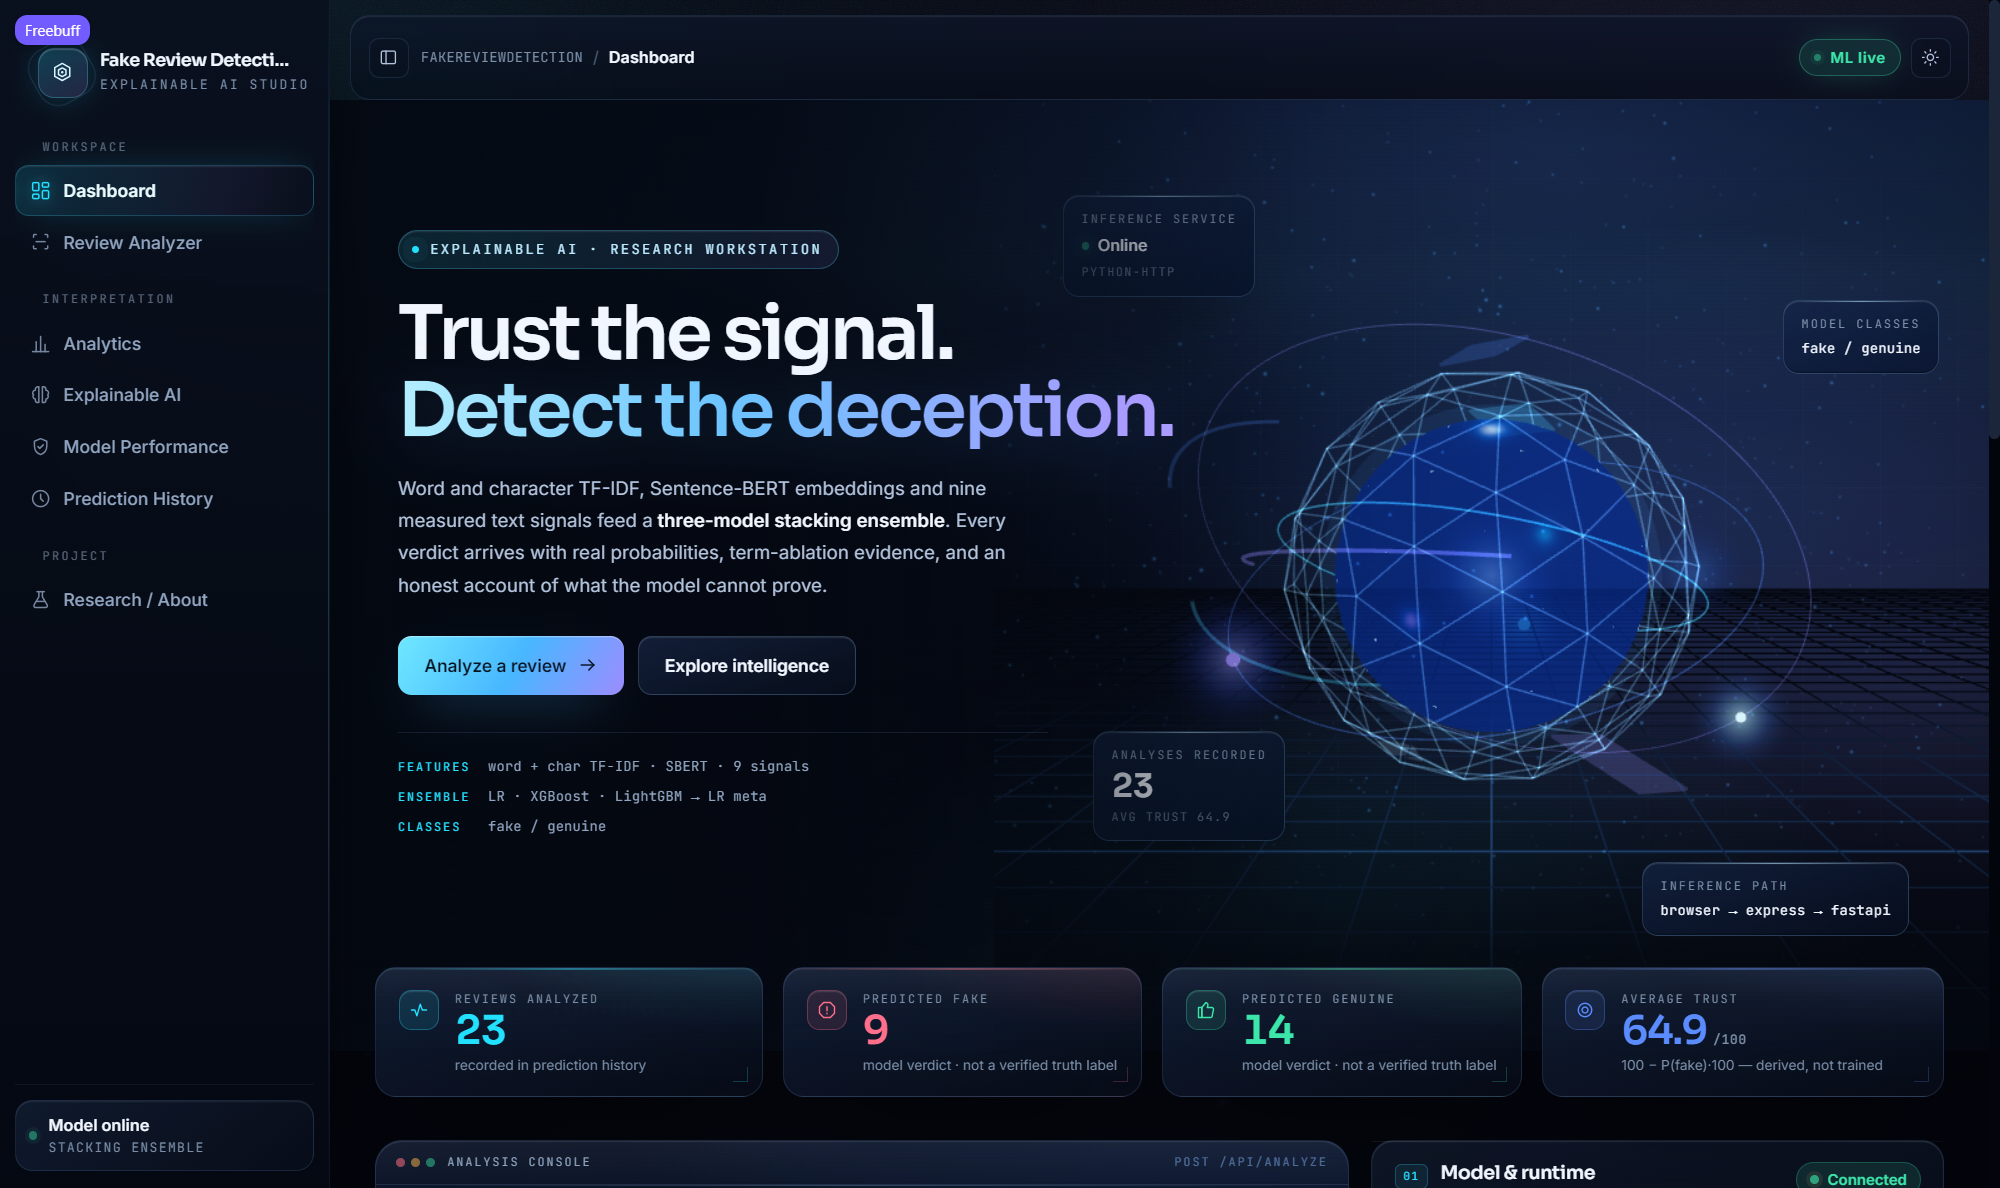 Freebuff
Fake Review Detecti...
EXPLAINABLE AI STUDIO
WORKSPACE
Dashboard
Review Analyzer
INTERPRETATION
Analytics
Explainable AI
Model Performance
Prediction History
PROJECT
Research / About
Model online
STACKING ENSEMBLE
FAKEREVIEWDETECTION / Dashboard
ML live
EXPLAINABLE AI · RESEARCH WORKSTATION
Trust the signal.
Detect the deception.
Word and character TF-IDF, Sentence-BERT embeddings and nine
measured text signals feed a three-model stacking ensemble. Every
verdict arrives with real probabilities, term-ablation evidence, and an
honest account of what the model cannot prove.
Analyze a review →
Explore intelligence
FEATURES word + char TF-IDF · SBERT · 9 signals
ENSEMBLE LR · XGBoost · LightGBM → LR meta
CLASSES fake / genuine
INFERENCE SERVICE
Online
PYTHON-HTTP
MODEL CLASSES
fake / genuine
ANALYSES RECORDED
23
AVG TRUST 64.9
INFERENCE PATH
browser → express → fastapi
REVIEWS ANALYZED
23
recorded in prediction history
PREDICTED FAKE
9
model verdict · not a verified truth label
PREDICTED GENUINE
14
model verdict · not a verified truth label
AVERAGE TRUST
64.9 /100
100 − P(fake)·100 — derived, not trained
ANALYSIS CONSOLE
POST /API/ANALYZE
01 Model & runtime
Connected